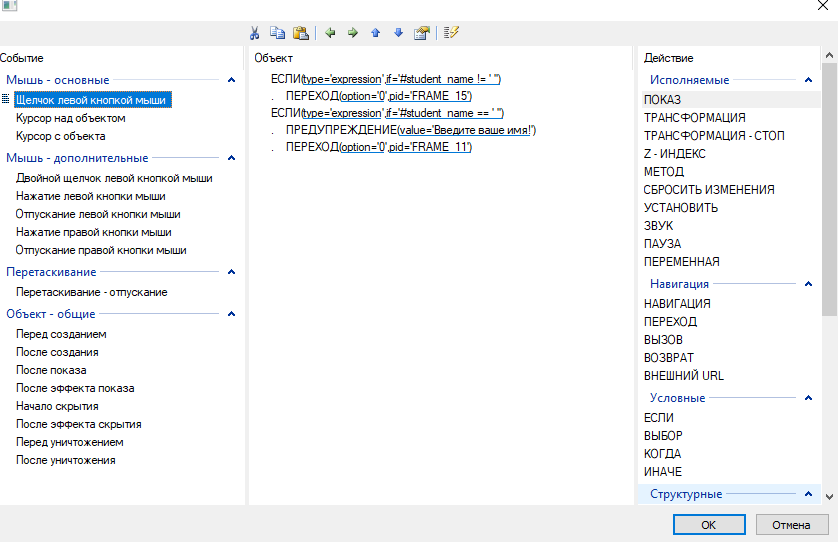 Событие
Мышь - основные
Щелчок левой кнопкой мыши
Курсор над объектом
Курсор с объекта
Мышь - дополнительные
Двойной щелчок левой кнопкой мыши
Нажатие левой кнопки мыши
Отпускание левой кнопки мыши
Нажатие правой кнопки мыши
Отпускание правой кнопки мыши
Перетаскивание
Перетаскивание - отпускание
Объект - общие
Перед созданием
После создания
После показа
После эффекта показа
Начало скрытия
После эффекта скрытия
Перед уничтожением
После уничтожения
Объект
ЕСЛИ(type='expression',if='#student_name != '' '')
. ПЕРЕХОД(option='0',pid='FRAME_15')
ЕСЛИ(type='expression',if='#student_name == '' '')
. ПРЕДУПРЕЖДЕНИЕ(value='Введите ваше имя!')
. ПЕРЕХОД(option='0',pid='FRAME_11')
Действие
Исполняемые
ПОКАЗ
ТРАНСФОРМАЦИЯ
ТРАНСФОРМАЦИЯ - СТОП
Z - ИНДЕКС
МЕТОД
СБРОСИТЬ ИЗМЕНЕНИЯ
УСТАНОВИТЬ
ЗВУК
ПАУЗА
ПЕРЕМЕННАЯ
Навигация
НАВИГАЦИЯ
ПЕРЕХОД
ВЫЗОВ
ВОЗВРАТ
ВНЕШНИЙ URL
Условные
ЕСЛИ
ВЫБОР
КОГДА
ИНАЧЕ
Структурные
OK
Отмена